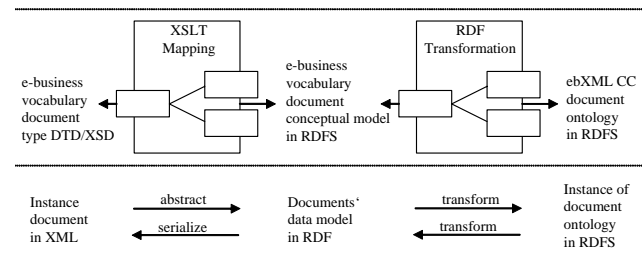 XSLT
Mapping
RDF
Transformation
e-business
vocabulary
document
type DTD/XSD
e-business
vocabulary
document
conceptual model
in RDFS
ebXML CC
document
ontology
in RDFS
Instance
document
in XML
abstract
serialize
Documents‘
data model
in RDF
transform
transform
Instance of
document
ontology
in RDFS